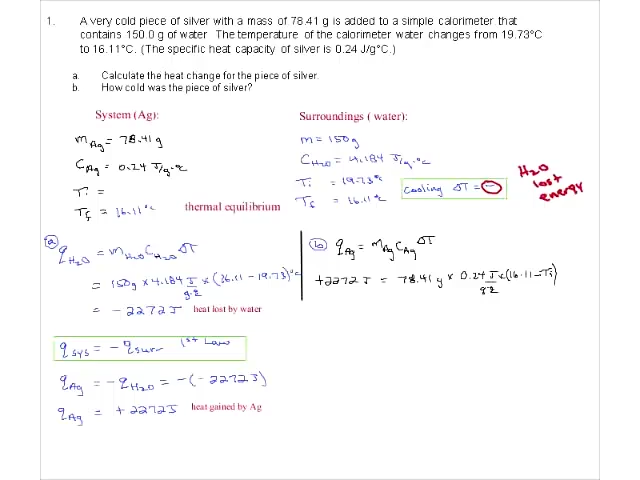 1. A very cold piece of silver with a mass of 78.41 g is added to a simple calorimeter that
contains 150.0 g of water The temperature of the calorimeter water changes from 19.73°C
to 16.11°C. (The specific heat capacity of silver is 0.24 J/g°C.)
a. Calculate the heat change for the piece of silver.
b. How cold was the piece of silver?
System (Ag):
m Ag = 78.41 g
C Ag = 0.24 J/g·°C
Ti =
Tf = 16.11°C
thermal equilibrium
Surroundings ( water):
m = 150 g
C H2O = 4.184 J/g·°C
Ti = 19.73°C
Tf = 16.11°C
cooling ΔT = −
H2O
lost
energy
(a) q H2O = m H2O C H2O ΔT
= 150g × 4.184 J/g·°C × (16.11 − 19.73)°C
= − 2272 J heat lost by water
q sys = − q surr 1st Law
q Ag = − q H2O = − (− 2272 J)
q Ag = + 2272 J heat gained by Ag
(b) q Ag = m Ag C Ag ΔT
+2272 J = 78.41 g × 0.24 J/g·°C × (16.11 − Ti)